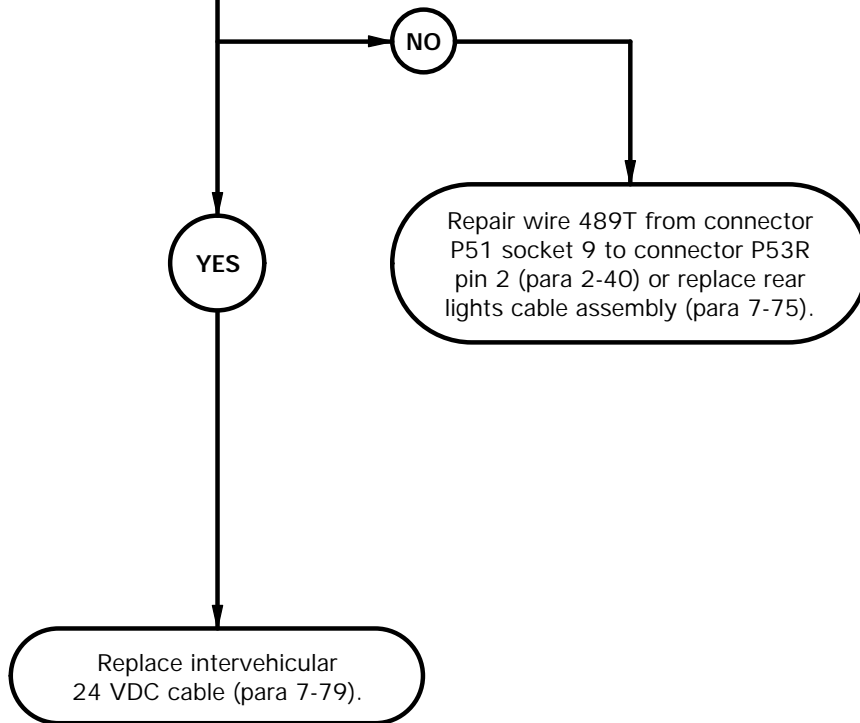 NO
Repair wire 489T from connector
P51 socket 9 to connector P53R
pin 2 (para 2-40) or replace rear
lights cable assembly (para 7-75).
YES
Replace intervehicular
24 VDC cable (para 7-79).